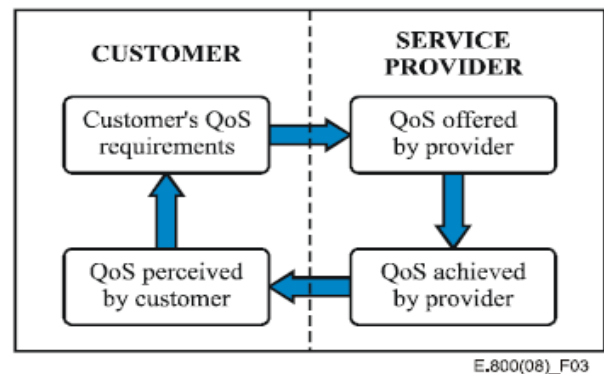 CUSTOMER
SERVICE
PROVIDER
Customer's QoS
requirements
QoS offered
by provider
QoS perceived
by customer
QoS achieved
by provider
E.800(08)_F03